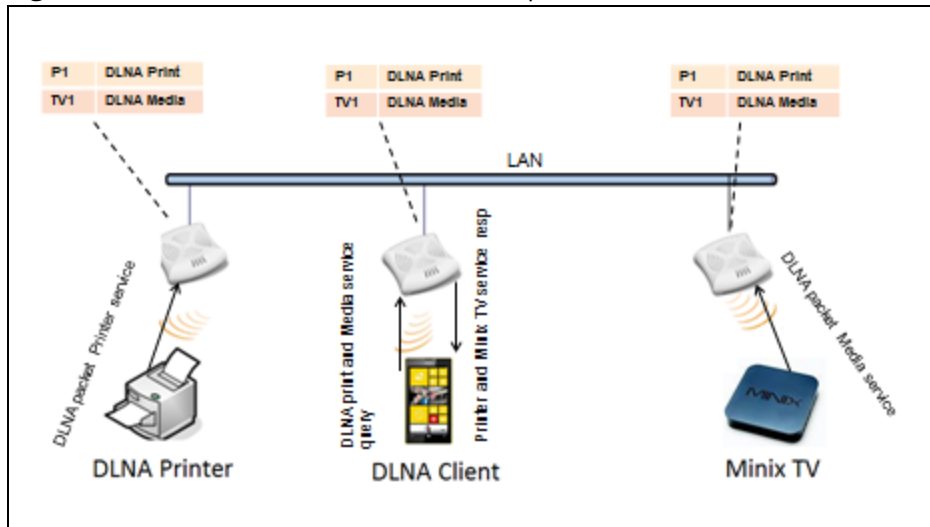 P1 DLNA Print
TV1 DLNA Media
P1 DLNA Print
TV1 DLNA Media
P1 DLNA Print
TV1 DLNA Media
LAN
DLNA packet Printer service
DLNA print and Media service
query
Printer and Minix TV service resp
DLNA packet Media service
MINIX
DLNA Printer
DLNA Client
Minix TV